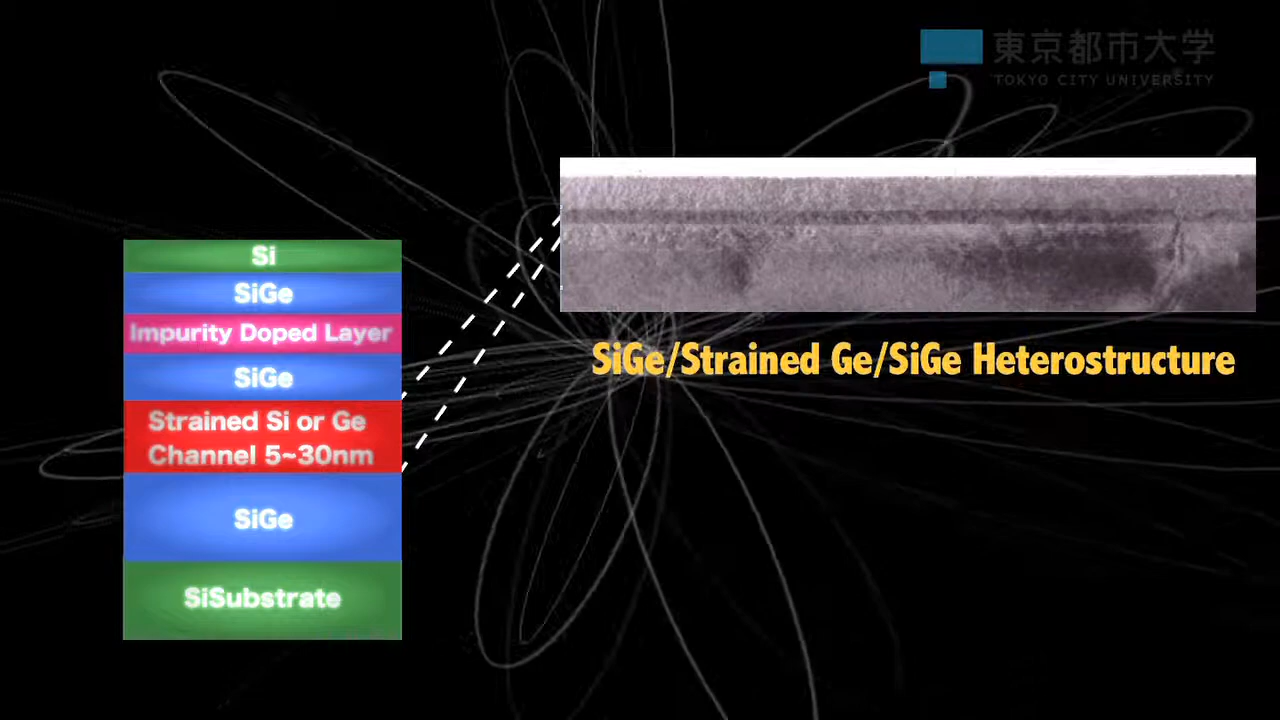 東京都市大学
TOKYO CITY UNIVERSITY
Si
SiGe
Impurity Doped Layer
SiGe
Strained Si or Ge
Channel 5~30nm
SiGe
SiSubstrate
SiGe/Strained Ge/SiGe Heterostructure